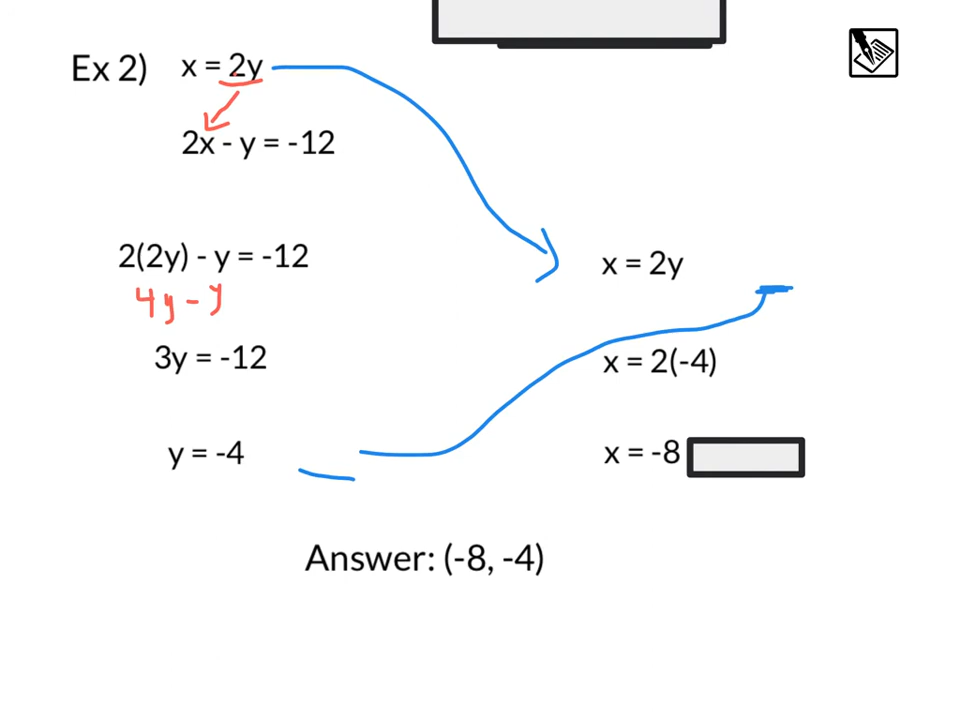 Ex 2) x = 2y
2x - y = -12
2(2y) - y = -12
4y - y
3y = -12
y = -4
x = 2y
x = 2(-4)
x = -8
Answer: (-8, -4)